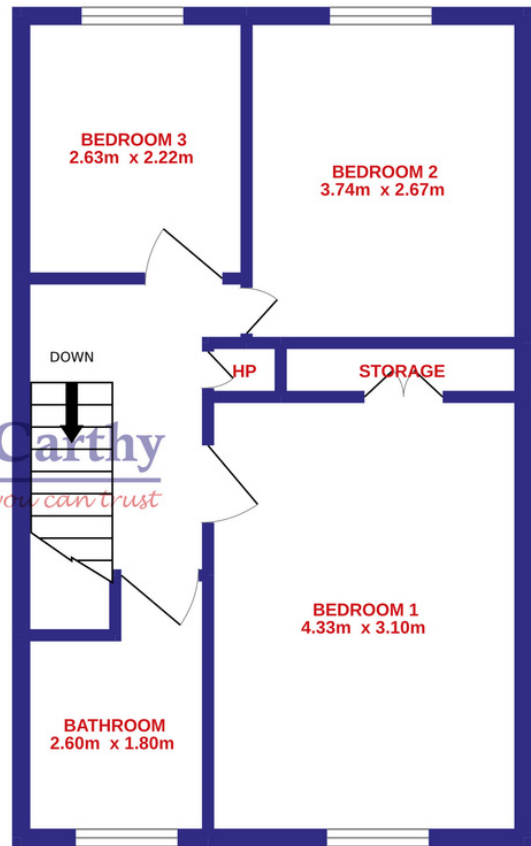 BEDROOM 3
2.63m x 2.22m
BEDROOM 2
3.74m x 2.67m
DOWN
HP
STORAGE
Carthy
you can trust
BEDROOM 1
4.33m x 3.10m
BATHROOM
2.60m x 1.80m